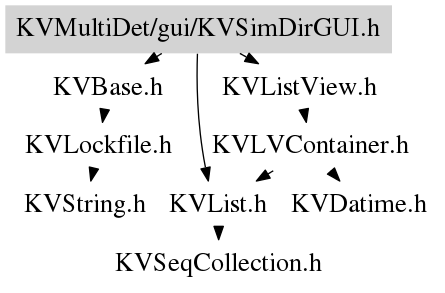 KVMultiDet/gui/KVSimDirGUI.h
KVBase.h
KVListView.h
KVLockfile.h
KVLVContainer.h
KVString.h
KVList.h
KVDatime.h
KVSeqCollection.h